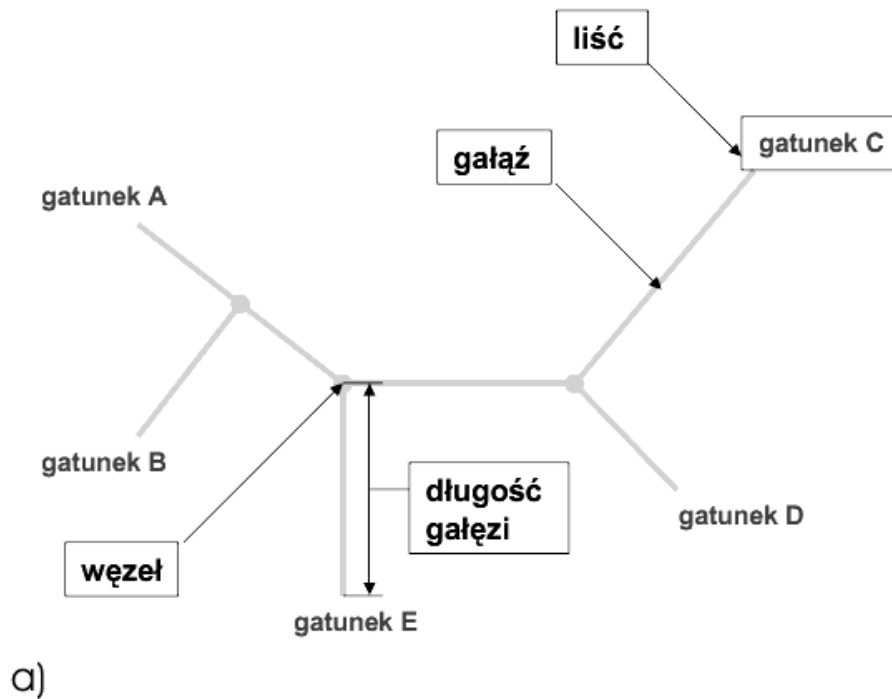 liść
gatunek C
gałąź
gatunek A
gatunek B
długość
gałęzi
gatunek D
węzeł
gatunek E
a)